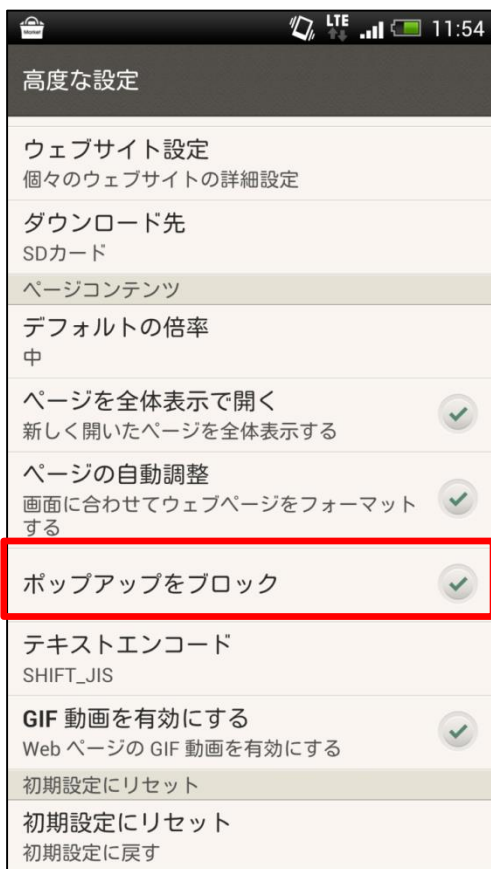 Market
LTE
11:54
高度な設定
ウェブサイト設定
個々のウェブサイトの詳細設定
ダウンロード先
SDカード
ページコンテンツ
デフォルトの倍率
中
ページを全体表示で開く
新しく開いたページを全体表示する
ページの自動調整
画面に合わせてウェブページをフォーマット
する
ポップアップをブロック
テキストエンコード
SHIFT_JIS
GIF 動画を有効にする
Web ページの GIF 動画を有効にする
初期設定にリセット
初期設定にリセット
初期設定に戻す